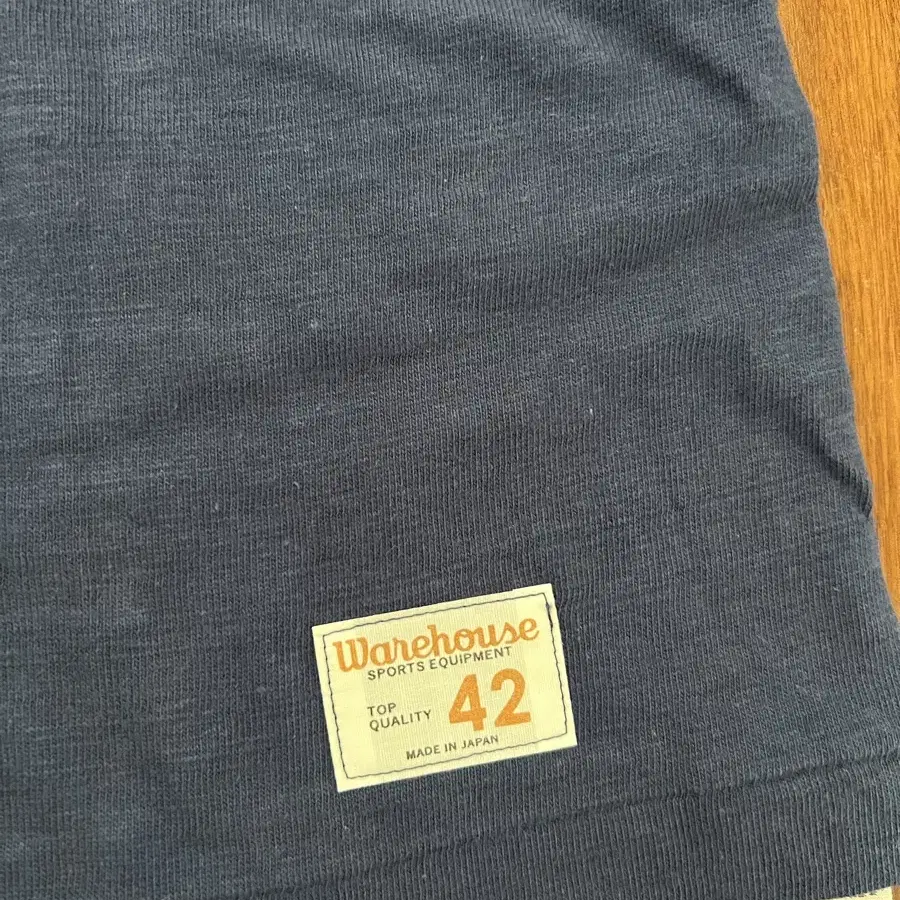 Warehouse
SPORTS EQUIPMENT
TOP
QUALITY
42
MADE IN JAPAN